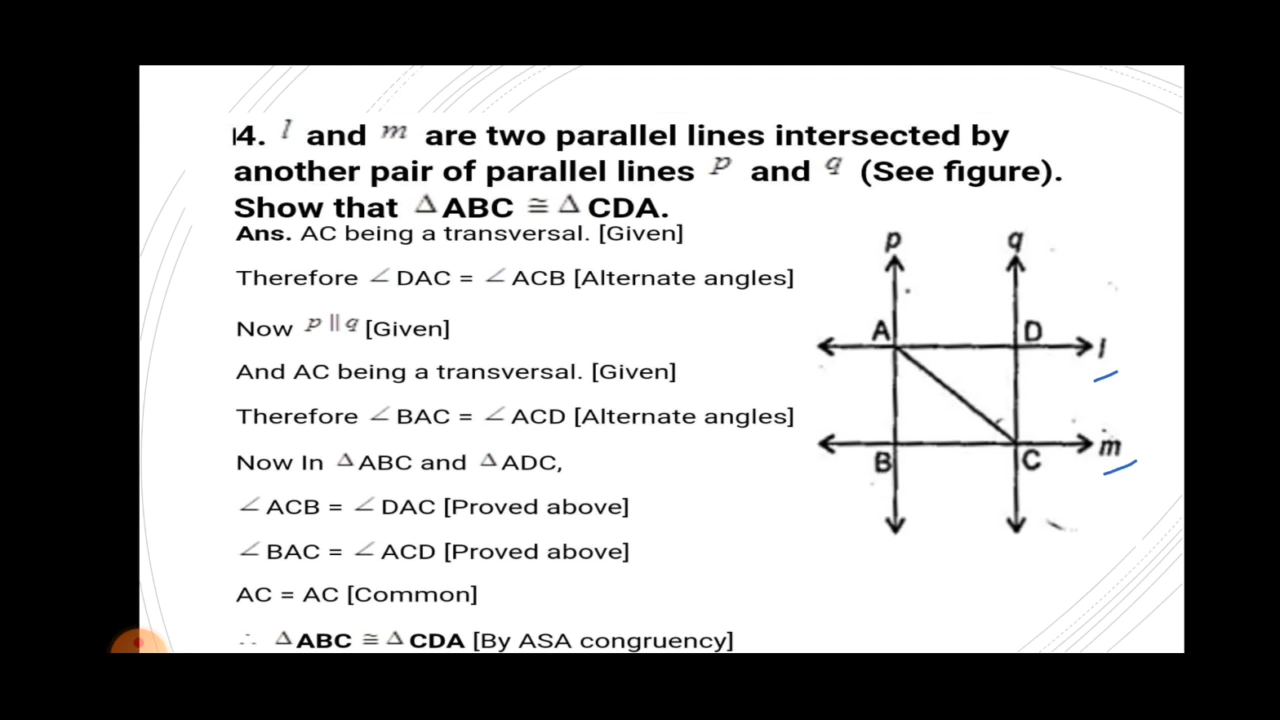 14. l and m are two parallel lines intersected by
another pair of parallel lines p and q (See figure).
Show that Δ ABC ≅ Δ CDA.
Ans. AC being a transversal. [Given]
Therefore ∠ DAC = ∠ ACB [Alternate angles]
Now p || q [Given]
And AC being a transversal. [Given]
Therefore ∠ BAC = ∠ ACD [Alternate angles]
Now In Δ ABC and Δ ADC,
∠ ACB = ∠ DAC [Proved above]
∠ BAC = ∠ ACD [Proved above]
AC = AC [Common]
∴ Δ ABC ≅ Δ CDA [By ASA congruency]
p q
A D l
B C m